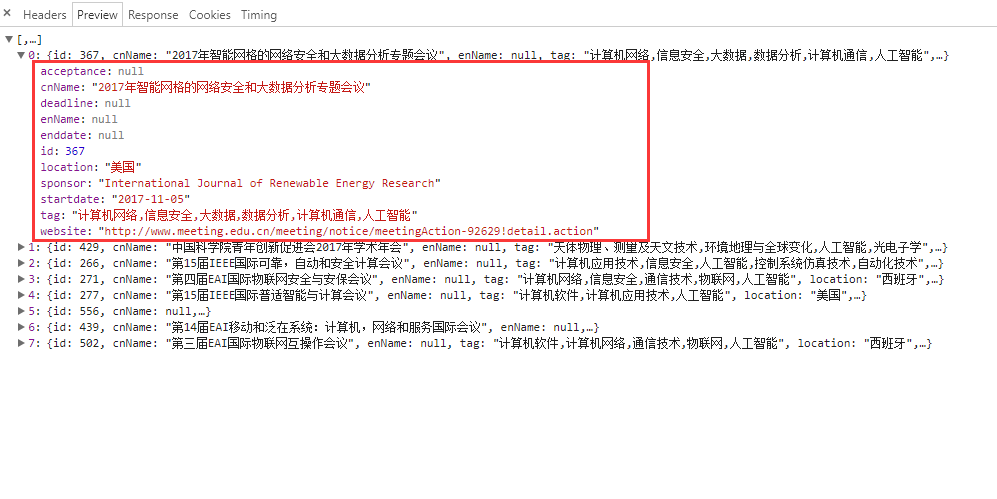 × Headers Preview Response Cookies Timing
▼[,…]
▼0: {id: 367, cnName: "2017年智能网格的网络安全和大数据分析专题会议", enName: null, tag: "计算机网络,信息安全,大数据,数据分析,计算机通信,人工智能",…}
acceptance: null
cnName: "2017年智能网格的网络安全和大数据分析专题会议"
deadline: null
enName: null
enddate: null
id: 367
location: "美国"
sponsor: "International Journal of Renewable Energy Research"
startdate: "2017-11-05"
tag: "计算机网络,信息安全,大数据,数据分析,计算机通信,人工智能"
website: "http://www.meeting.edu.cn/meeting/notice/meetingAction-92629!detail.action"
▶1: {id: 429, cnName: "中国科学院青年创新促进会2017年学术年会", enName: null, tag: "天体物理、测量及天文技术,环境地理与全球变化,人工智能,光电子学",…}
▶2: {id: 266, cnName: "第15届IEEE国际可靠，自动和安全计算会议", enName: null, tag: "计算机应用技术,信息安全,人工智能,控制系统仿真技术,自动化技术",…}
▶3: {id: 271, cnName: "第四届EAI国际物联网安全与安保会议", enName: null, tag: "计算机网络,信息安全,通信技术,物联网,人工智能", location: "西班牙",…}
▶4: {id: 277, cnName: "第15届IEEE国际普适智能与计算会议", enName: null, tag: "计算机软件,计算机应用技术,人工智能", location: "美国",…}
▶5: {id: 556, cnName: null,…}
▶6: {id: 439, cnName: "第14届EAI移动和泛在系统：计算机，网络和服务国际会议", enName: null,…}
▶7: {id: 502, cnName: "第三届EAI国际物联网互操作会议", enName: null, tag: "计算机软件,计算机网络,通信技术,物联网,人工智能", location: "西班牙",…}